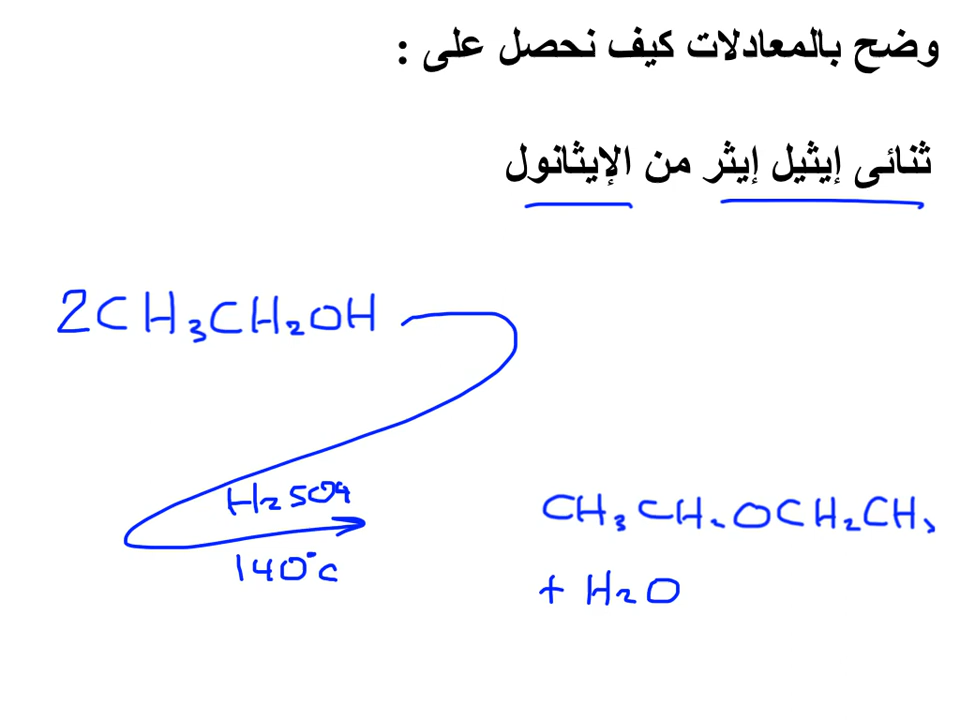 وضح بالمعادلات كيف نحصل على :
ثنائى إيثيل إيثر من الإيثانول
2CH₃CH₂OH
H₂SO₄
140°C
CH₃CH₂OCH₂CH₃
+ H₂O